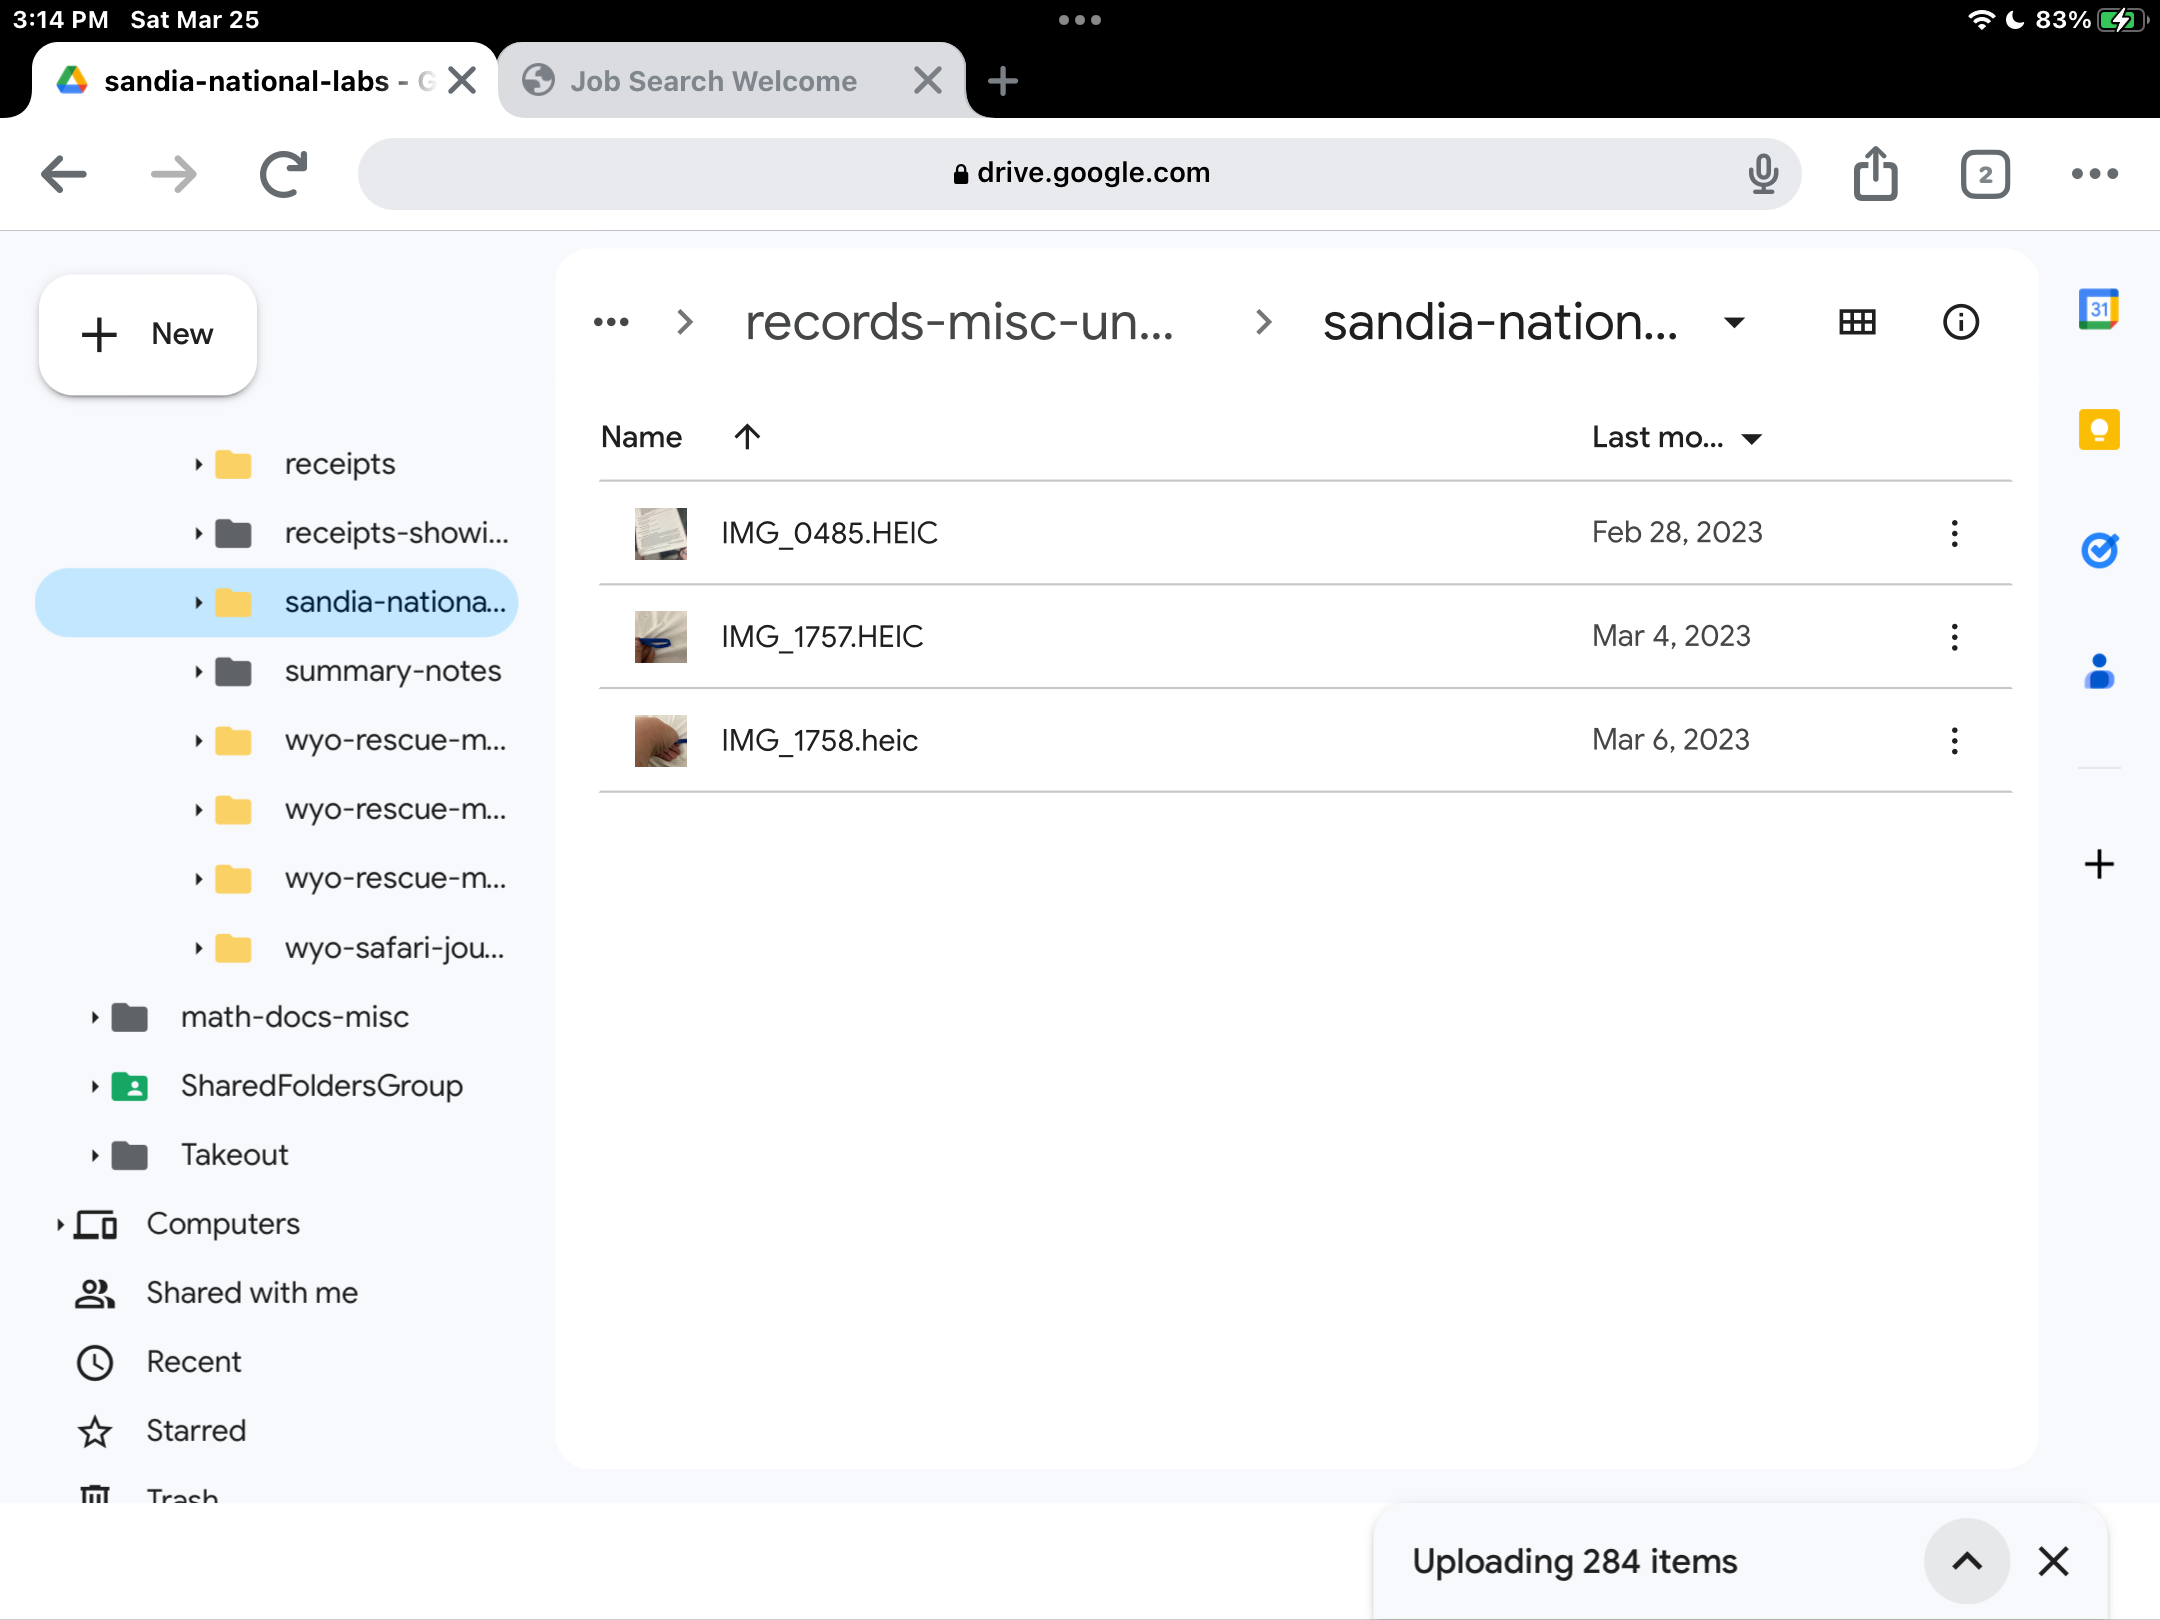 3:14 PM Sat Mar 25
83%
sandia-national-labs - G
Job Search Welcome
drive.google.com
2
New
receipts
receipts-showi...
sandia-nationa...
summary-notes
wyo-rescue-m...
wyo-rescue-m...
wyo-rescue-m...
wyo-safari-jou...
math-docs-misc
SharedFoldersGroup
Takeout
Computers
Shared with me
Recent
Starred
Trash
records-misc-un...
sandia-nation...
Name
Last mo...
IMG_0485.HEIC Feb 28, 2023
IMG_1757.HEIC Mar 4, 2023
IMG_1758.heic Mar 6, 2023
31
Uploading 284 items